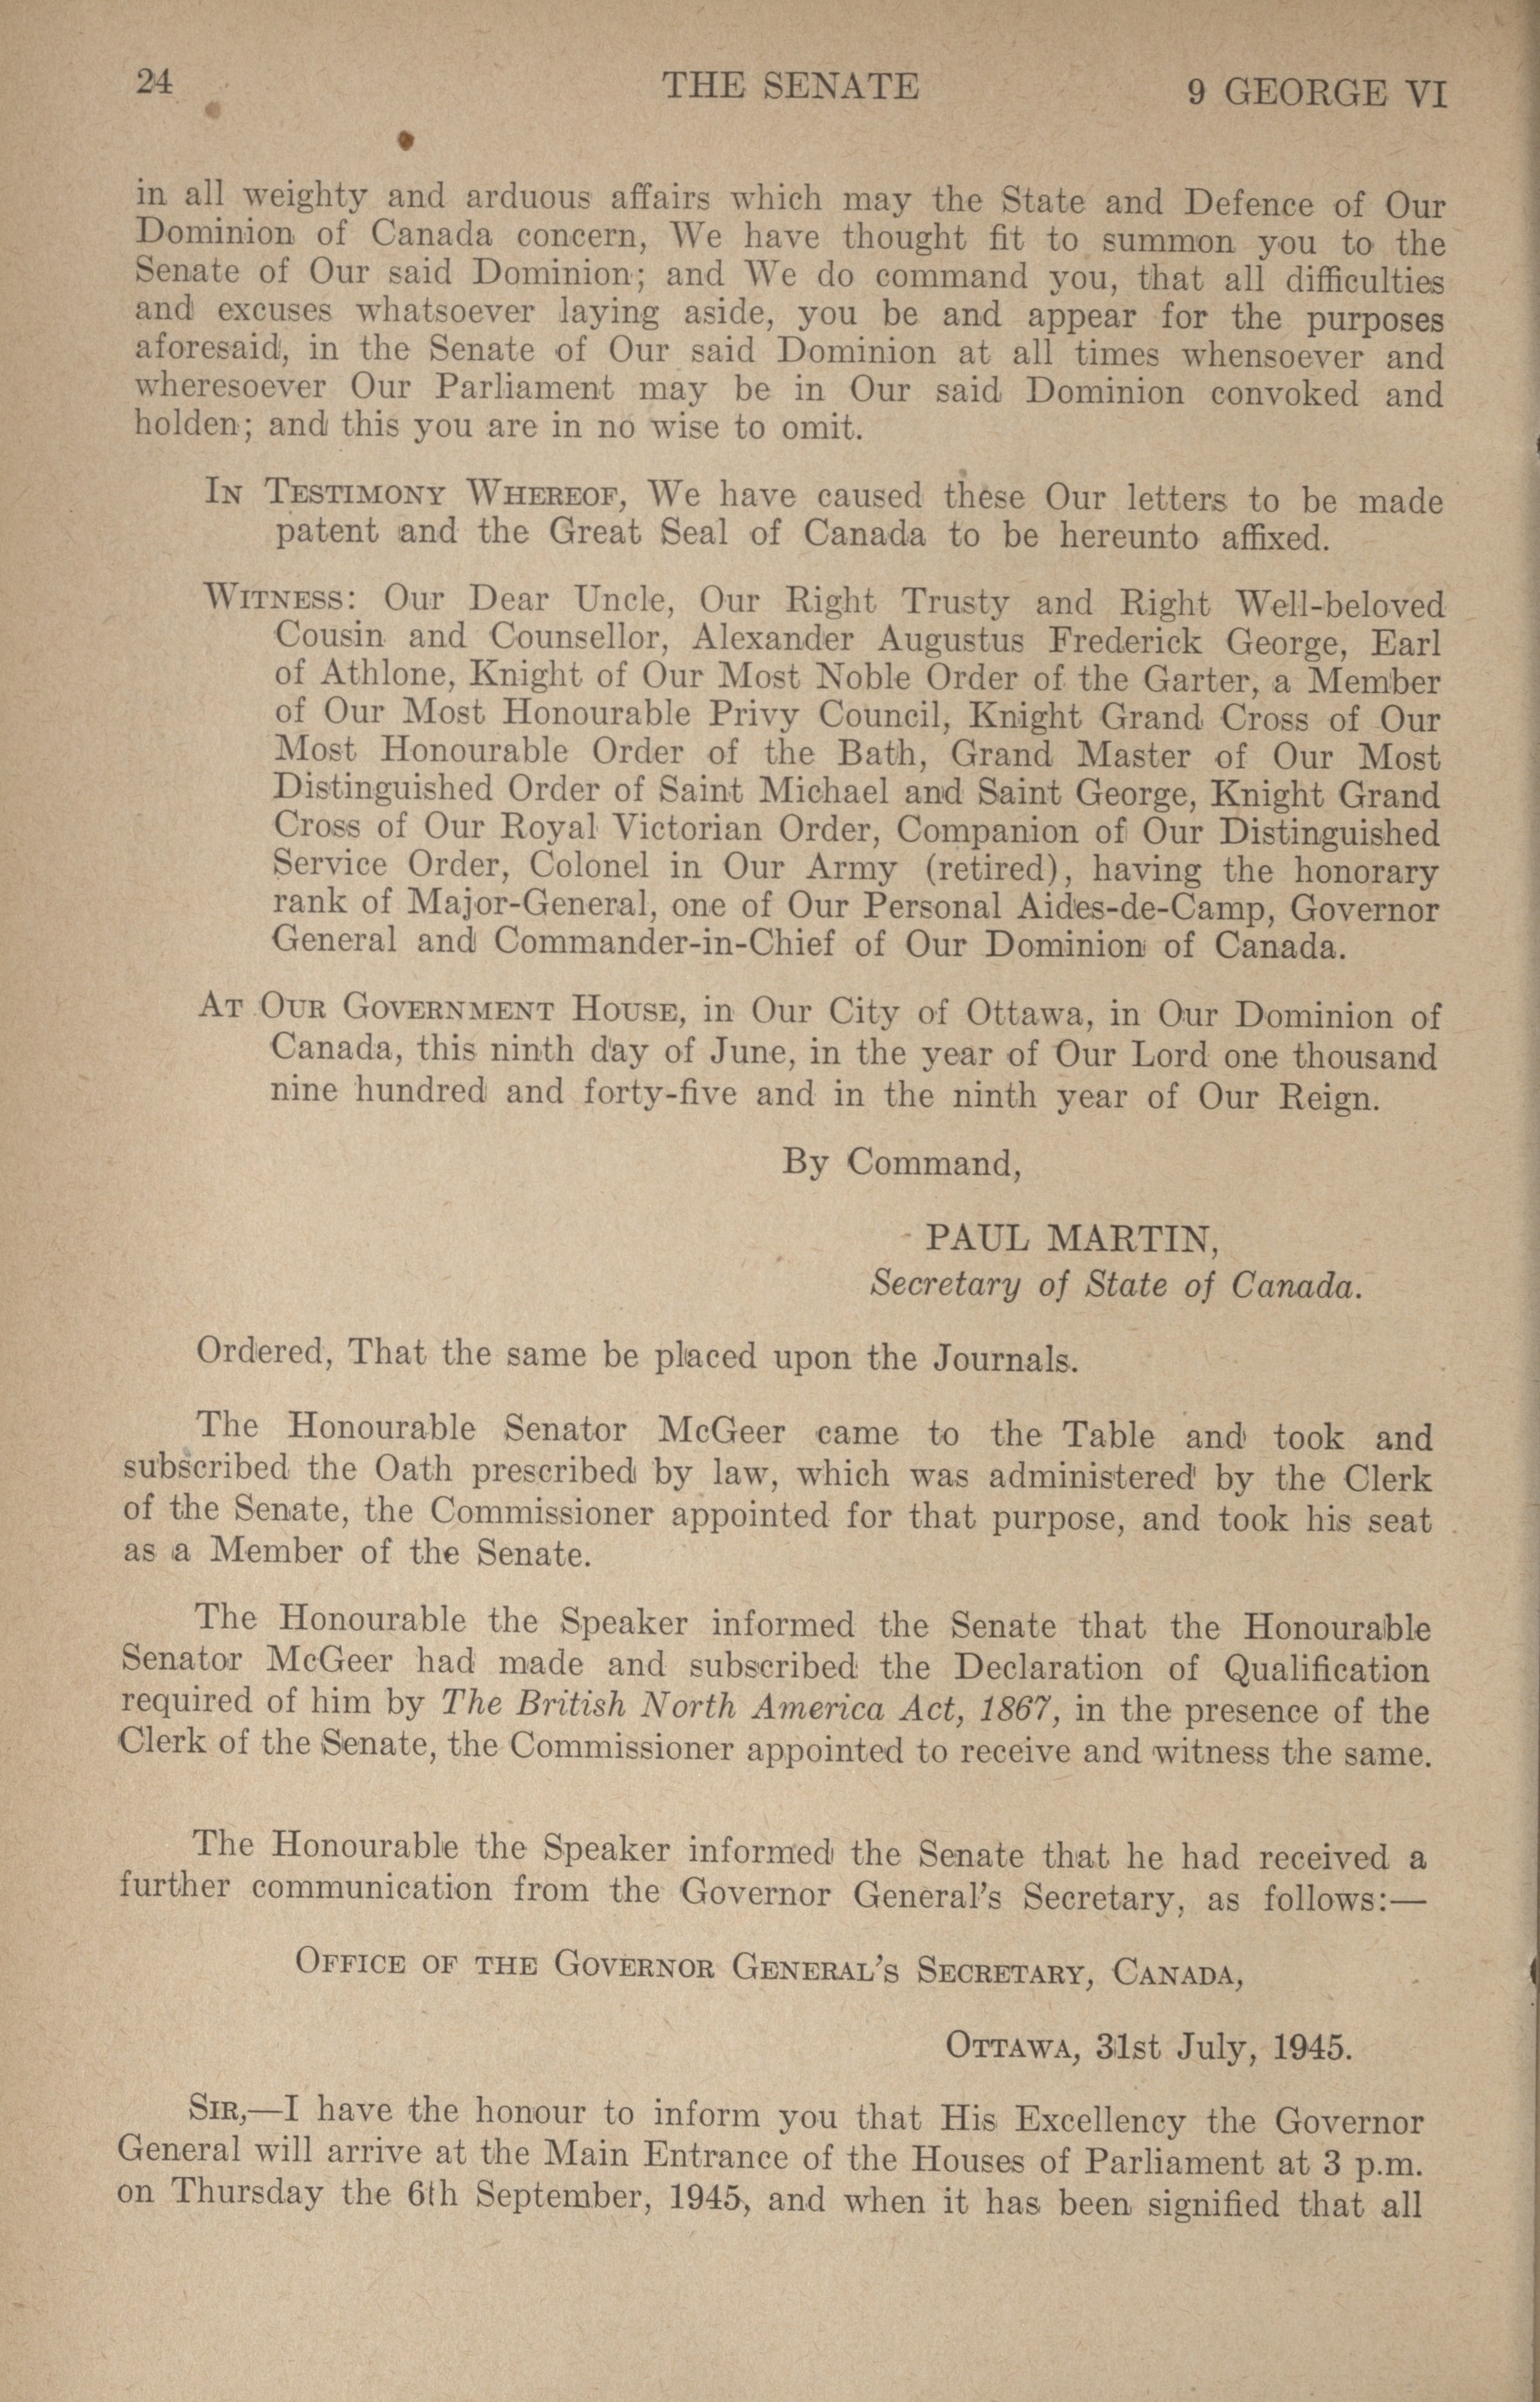 24
THE SENATE
9 GEORGE VI
in all weighty and arduous affairs which may the State and Defence of Our
Dominion of Canada concern, We have thought fit to summon you to the
Senate of Our said Dominion; and We do command you, that all difficulties
and excuses whatsoever laying aside, you be and appear for the purposes
aforesaid, in the Senate of Our said Dominion at all times whensoever and
wheresoever Our Parliament may be in Our said Dominion convoked and
holden; and this you are in no wise to omit.
IN TESTIMONY WHEREOF, We have caused these Our letters to be made
patent and the Great Seal of Canada to be hereunto affixed.
WITNESS: Our Dear Uncle, Our Right Trusty and Right Well-beloved
Cousin and Counsellor, Alexander Augustus Frederick George, Earl
of Athlone, Knight of Our Most Noble Order of the Garter, a Member
of Our Most Honourable Privy Council, Knight Grand Cross of Our
Most Honourable Order of the Bath, Grand Master of Our Most
Distinguished Order of Saint Michael and Saint George, Knight Grand
Cross of Our Royal Victorian Order, Companion of Our Distinguished
Service Order, Colonel in Our Army (retired), having the honorary
rank of Major-General, one of Our Personal Aides-de-Camp, Governor
General and Commander-in-Chief of Our Dominion of Canada.
AT OUR GOVERNMENT HOUSE, in Our City of Ottawa, in Our Dominion of
Canada, this ninth day of June, in the year of Our Lord one thousand
nine hundred and forty-five and in the ninth year of Our Reign.
By Command,
PAUL MARTIN,
Secretary of State of Canada.
Ordered, That the same be placed upon the Journals.
The Honourable Senator McGeer came to the Table and took and
subscribed the Oath prescribed by law, which was administered by the Clerk
of the Senate, the Commissioner appointed for that purpose, and took his seat
as a Member of the Senate.
The Honourable the Speaker informed the Senate that the Honourable
Senator McGeer had made and subscribed the Declaration of Qualification
required of him by The British North America Act, 1867, in the presence of the
Clerk of the Senate, the Commissioner appointed to receive and witness the same.
The Honourable the Speaker informed the Senate that he had received a
further communication from the Governor General's Secretary, as follows:—
OFFICE OF THE GOVERNOR GENERAL'S SECRETARY, CANADA,
OTTAWA, 31st July, 1945.
SIR,—I have the honour to inform you that His Excellency the Governor
General will arrive at the Main Entrance of the Houses of Parliament at 3 p.m.
on Thursday the 6th September, 1945, and when it has been signified that all